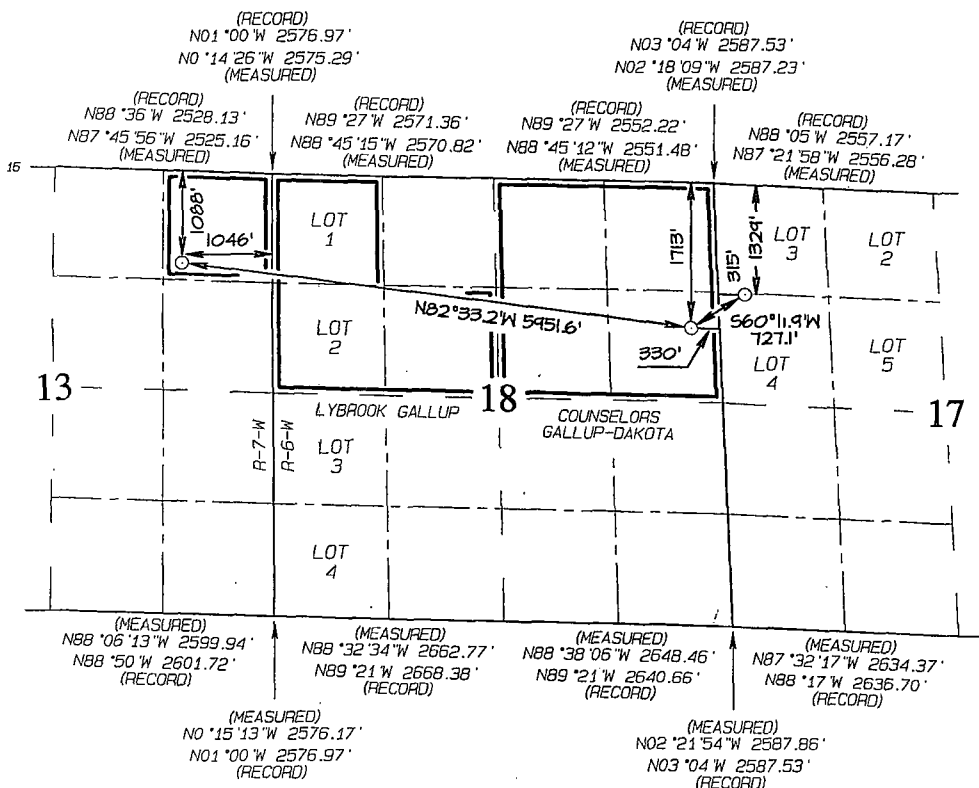 (RECORD)
N01°00'W 2576.97'
N0°14'26"W 2575.29'
(MEASURED)
(RECORD)
N03°04'W 2587.53'
N02°18'09"W 2587.23'
(MEASURED)
(RECORD)
N88°36'W 2528.13'
N87°45'56"W 2525.16'
(MEASURED)
(RECORD)
N89°27'W 2571.36'
N88°45'15"W 2570.82'
(MEASURED)
(RECORD)
N89°27'W 2552.22'
N88°45'12"W 2551.48'
(MEASURED)
(RECORD)
N88°05'W 2557.17'
N87°21'58"W 2556.28'
(MEASURED)
15
1088'
1046'
LOT
1
1713'
315'
1329'
LOT
3
LOT
2
N82°33.2'W 5951.6'
S60°11.9'W
727.1'
330'
LOT
2
LOT
4
LOT
5
13
18
17
LYBROOK GALLUP
COUNSELORS
GALLUP-DAKOTA
R-7-W
R-6-W
LOT
3
LOT
4
(MEASURED)
N88°06'13"W 2599.94'
N88°50'W 2601.72'
(RECORD)
(MEASURED)
N88°32'34"W 2662.77'
N89°21'W 2668.38'
(RECORD)
(MEASURED)
N88°38'06"W 2648.46'
N89°21'W 2640.66'
(RECORD)
(MEASURED)
N87°32'17"W 2634.37'
N88°17'W 2636.70'
(RECORD)
(MEASURED)
N0°15'13"W 2576.17'
N01°00'W 2576.97'
(RECORD)
(MEASURED)
N02°21'54"W 2587.86'
N03°04'W 2587.53'
(RECORD)